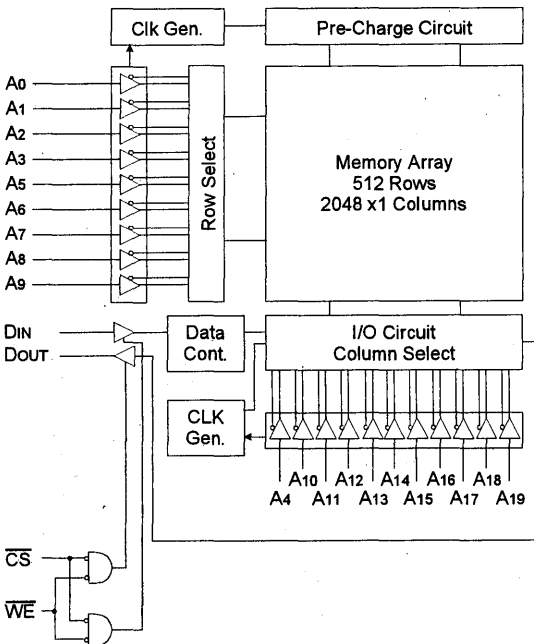 Clk Gen.
Pre-Charge Circuit
A0
A1
A2
A3
A5
A6
A7
A8
A9
Row Select
Memory Array
512 Rows
2048 x1 Columns
DIN
DOUT
Data
Cont.
I/O Circuit
Column Select
CLK
Gen.
A10 A12 A14 A16 A18
A4 A11 A13 A15 A17 A19
CS
WE